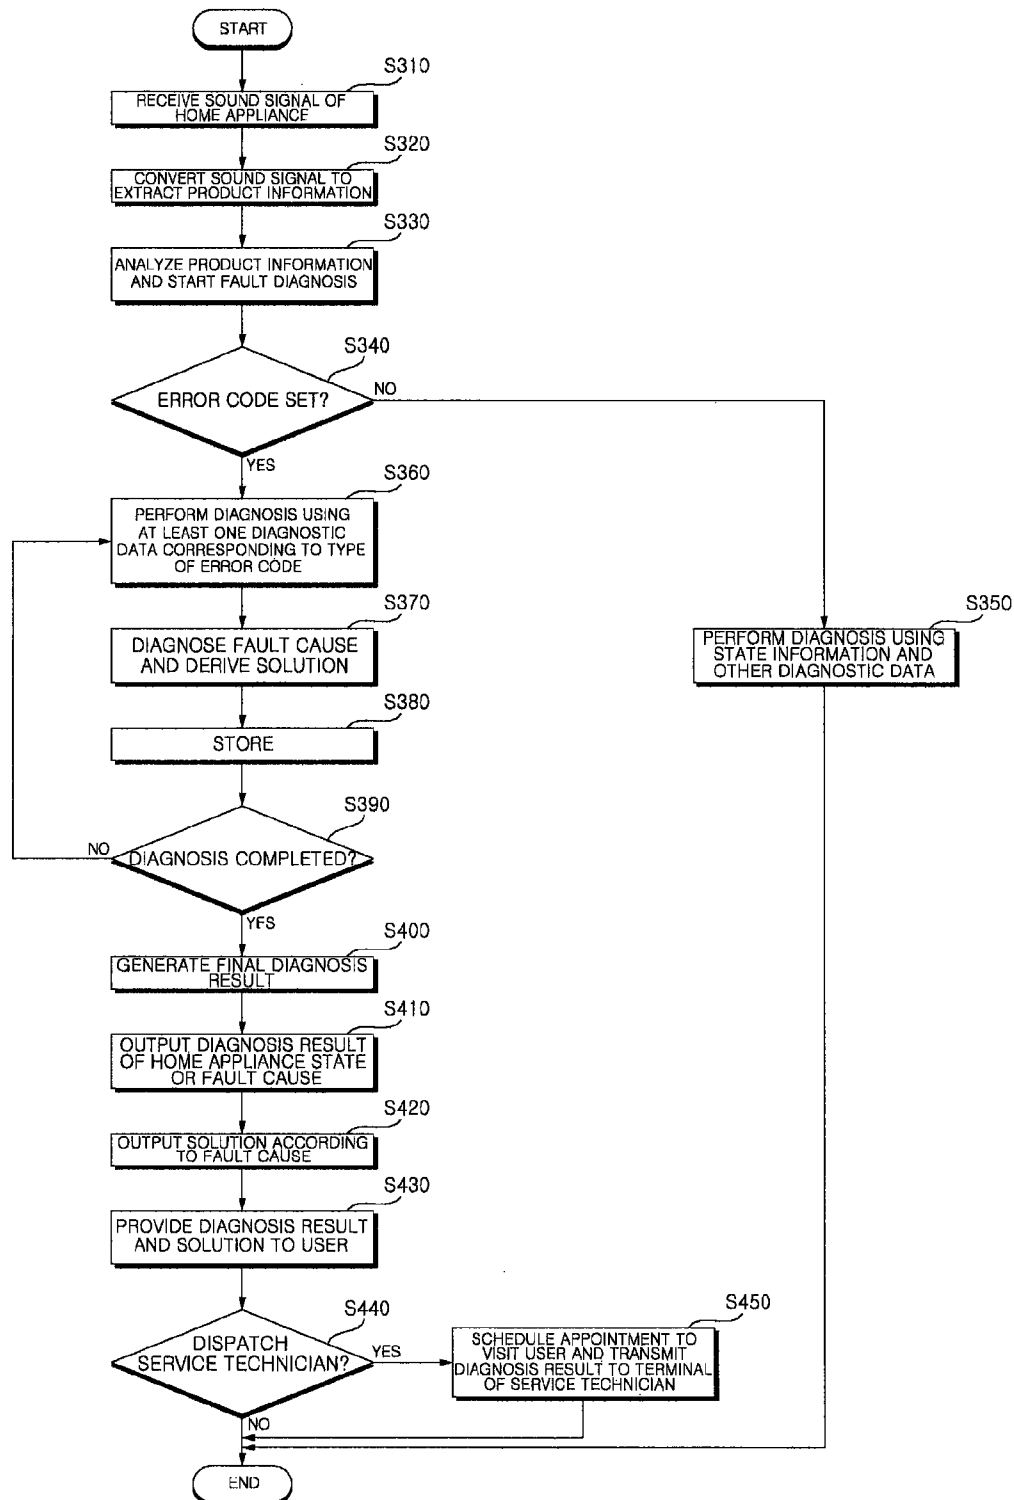 START
S310
RECEIVE SOUND SIGNAL OF
HOME APPLIANCE
S320
CONVERT SOUND SIGNAL TO
EXTRACT PRODUCT INFORMATION
S330
ANALYZE PRODUCT INFORMATION
AND START FAULT DIAGNOSIS
S340
ERROR CODE SET?
NO
YES
S360
PERFORM DIAGNOSIS USING
AT LEAST ONE DIAGNOSTIC
DATA CORRESPONDING TO TYPE
OF ERROR CODE
S370
DIAGNOSE FAULT CAUSE
AND DERIVE SOLUTION
S350
PERFORM DIAGNOSIS USING
STATE INFORMATION AND
OTHER DIAGNOSTIC DATA
S380
STORE
S390
DIAGNOSIS COMPLETED?
NO
YES
S400
GENERATE FINAL DIAGNOSIS
RESULT
S410
OUTPUT DIAGNOSIS RESULT
OF HOME APPLIANCE STATE
OR FAULT CAUSE
S420
OUTPUT SOLUTION ACCORDING
TO FAULT CAUSE
S430
PROVIDE DIAGNOSIS RESULT
AND SOLUTION TO USER
S440
DISPATCH
SERVICE TECHNICIAN?
YES
S450
SCHEDULE APPOINTMENT TO
VISIT USER AND TRANSMIT
DIAGNOSIS RESULT TO TERMINAL
OF SERVICE TECHNICIAN
NO
END